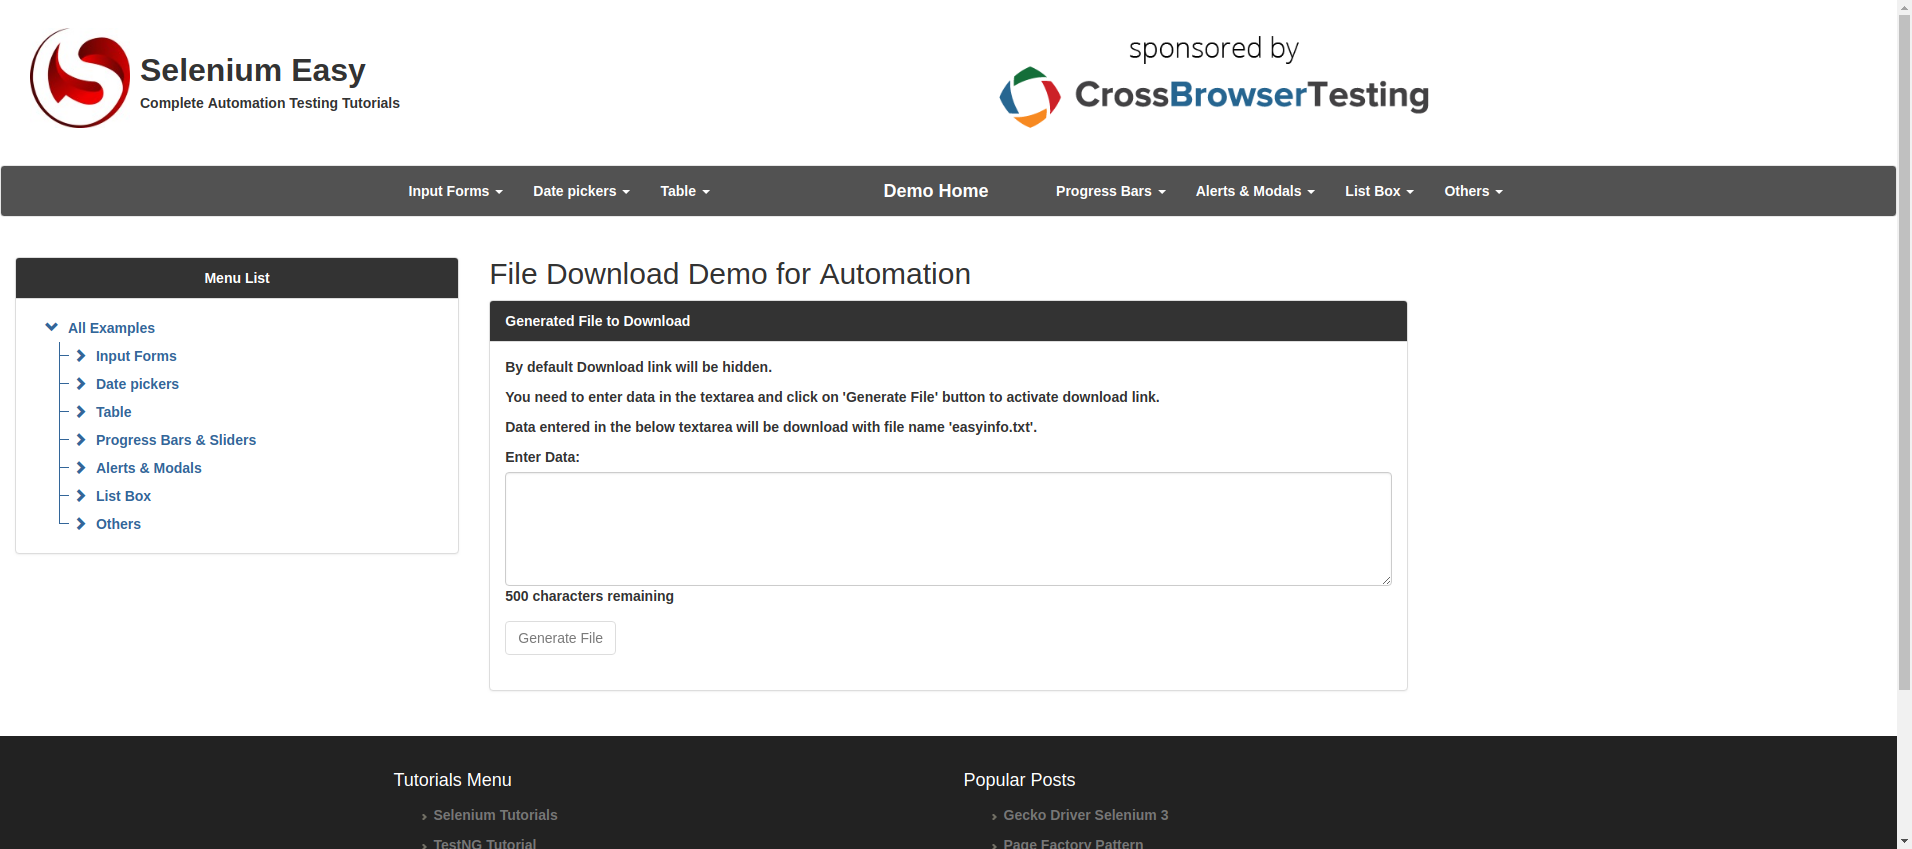 Selenium Easy
Complete Automation Testing Tutorials
sponsored by
CrossBrowserTesting
Input Forms
Date pickers
Table
Demo Home
Progress Bars
Alerts & Modals
List Box
Others
Menu List
All Examples
Input Forms
Date pickers
Table
Progress Bars & Sliders
Alerts & Modals
List Box
Others
File Download Demo for Automation
Generated File to Download
By default Download link will be hidden.
You need to enter data in the textarea and click on 'Generate File' button to activate download link.
Data entered in the below textarea will be download with file name 'easyinfo.txt'.
Enter Data:
500 characters remaining
Generate File
Tutorials Menu
Selenium Tutorials
TestNG Tutorial
Popular Posts
Gecko Driver Selenium 3
Page Factory Pattern